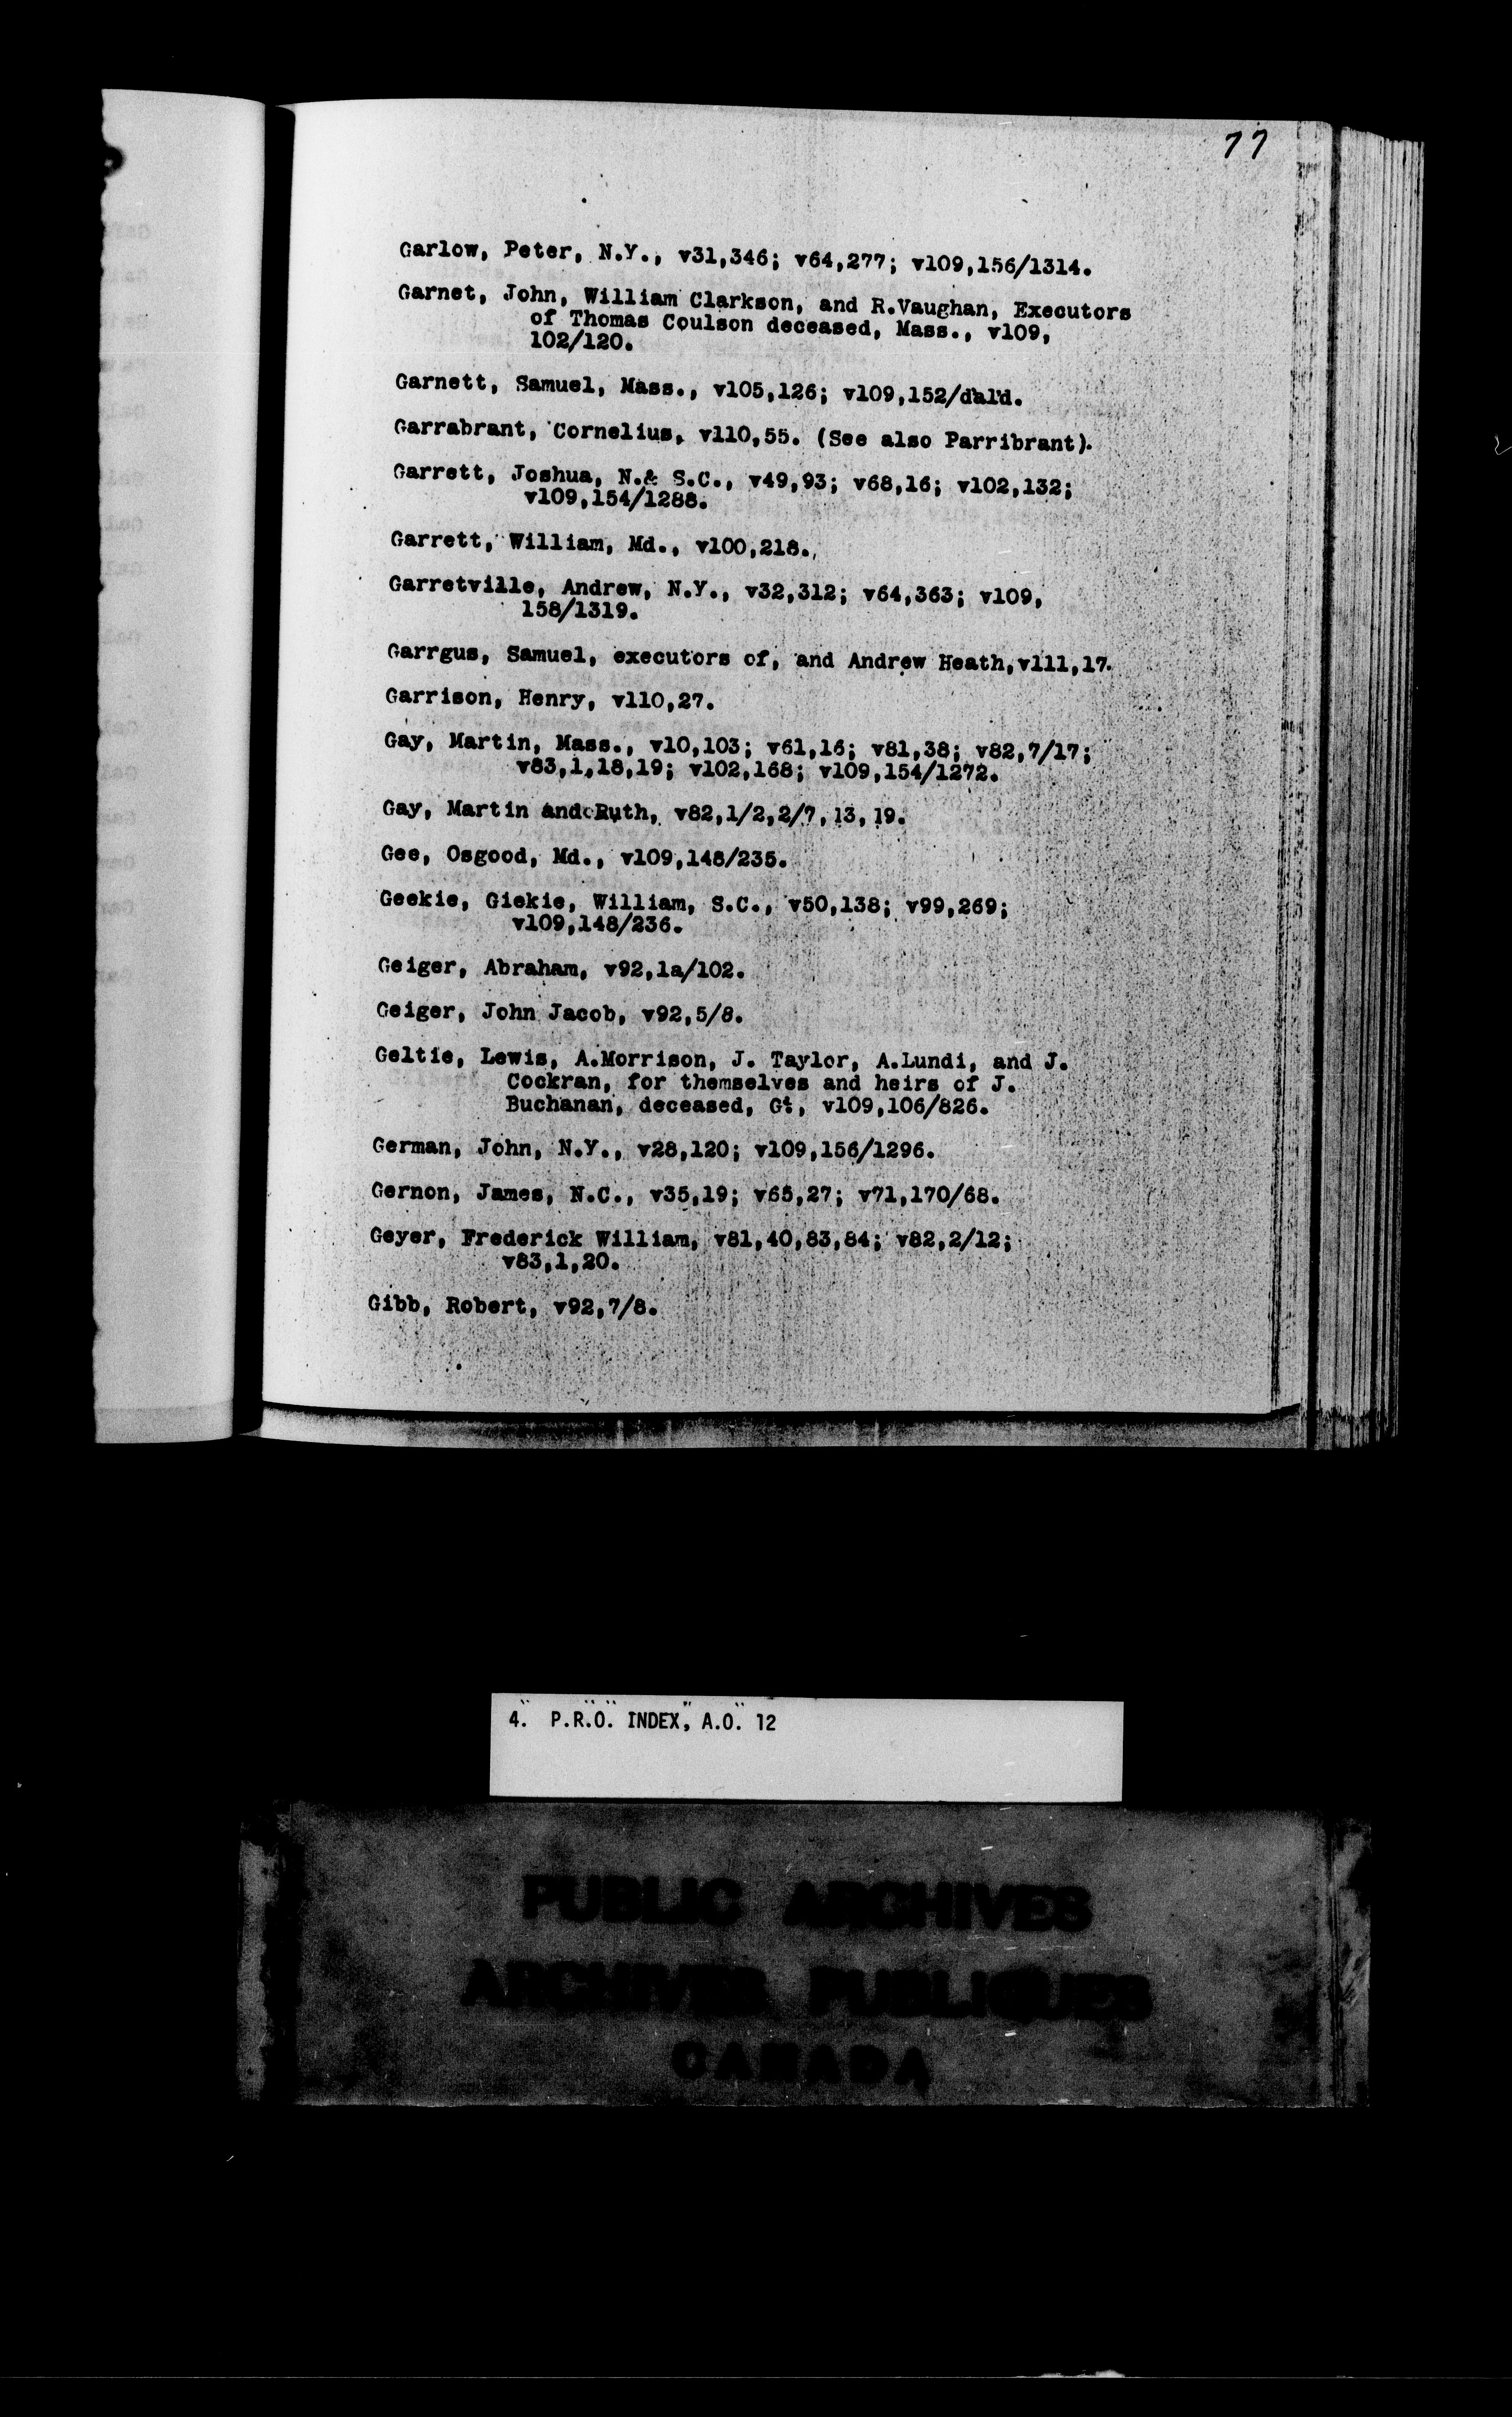 77
Garlow, Peter, N.Y., v31,346; v64,277; v109,156/1314.
Garnet, John, William Clarkson, and R.Vaughan, Executors
of Thomas Coulson deceased, Mass., v109,
102/120.
Garnett, Samuel, Mass., v105,126; v109,152/dal'd.
Garrabrant, Cornelius, v110,55. (See also Parribrant).
Garrett, Joshua, N.& S.C., v49,93; v68,16; v102,132;
v109,154/1288.
Garrett, William, Md., v100,218.
Garretville, Andrew, N.Y., v32,312; v64,363; v109,
158/1319.
Garrgus, Samuel, executors of, and Andrew Heath,v111,17.
Garrison, Henry, v110,27.
Gay, Martin, Mass., v10,103; v61,16; v81,38; v82,7/17;
v83,1,18,19; v102,168; v109,154/1272.
Gay, Martin and Ruth, v82,1/2,2/7,13,19.
Gee, Osgood, Md., v109,148/235.
Geekie, Giekie, William, S.C., v50,138; v99,269;
v109,148/236.
Geiger, Abraham, v92,1a/102.
Geiger, John Jacob, v92,5/8.
Geltie, Lewis, A.Morrison, J. Taylor, A.Lundi, and J.
Cockran, for themselves and heirs of J.
Buchanan, deceased, Gt., v109,106/826.
German, John, N.Y., v28,120; v109,156/1296.
Gernon, James, N.C., v35,19; v65,27; v71,170/68.
Geyer, Frederick William, v81,40,83,84; v82,2/12;
v83,1,20.
Gibb, Robert, v92,7/8.
4. P.R.O. INDEX, A.O. 12
PUBLIC ARCHIVES
ARCHIVES PUBLIQUES
CANADA